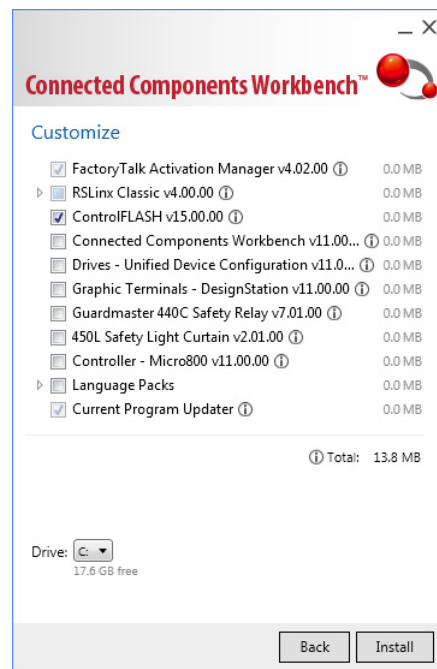 Connected Components Workbench™
Customize
FactoryTalk Activation Manager v4.02.00 0.0 MB
RSLinx Classic v4.00.00 0.0 MB
ControlFLASH v15.00.00 0.0 MB
Connected Components Workbench v11.00... 0.0 MB
Drives - Unified Device Configuration v11.0... 0.0 MB
Graphic Terminals - DesignStation v11.00.00 0.0 MB
Guardmaster 440C Safety Relay v7.01.00 0.0 MB
450L Safety Light Curtain v2.01.00 0.0 MB
Controller - Micro800 v11.00.00 0.0 MB
Language Packs 0.0 MB
Current Program Updater 0.0 MB
Total: 13.8 MB
Drive: C:
17.6 GB free
Back Install